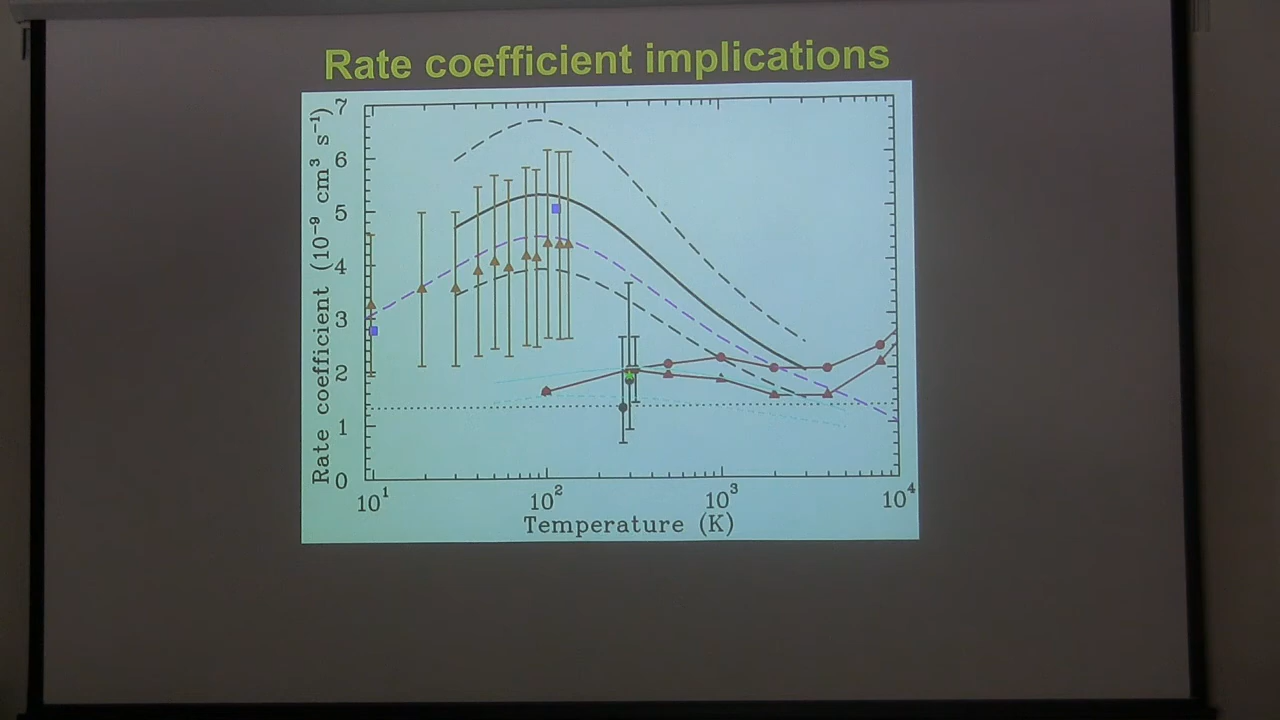 Rate coefficient implications
Rate coefficient (10⁻⁹ cm³ s⁻¹)
7
6
5
4
3
2
1
0
10¹ 10² 10³ 10⁴
Temperature (K)